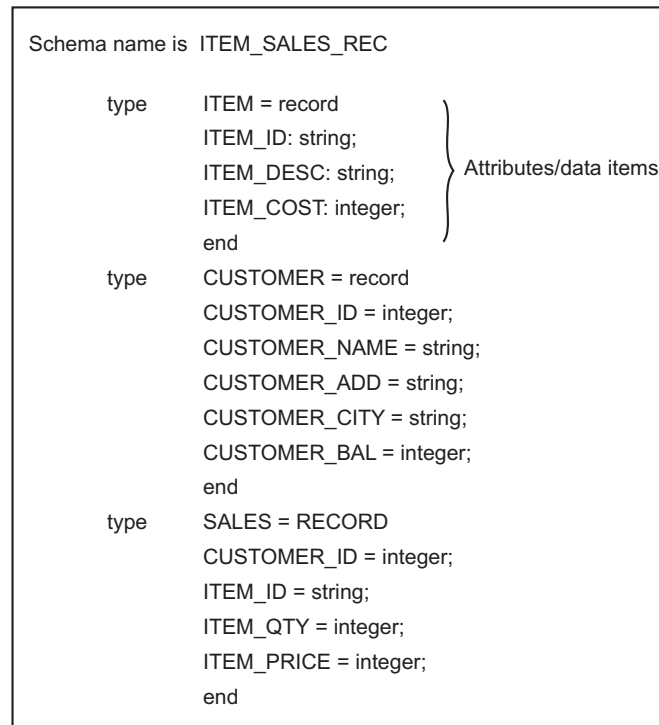 Schema name is ITEM_SALES_REC
type ITEM = record
ITEM_ID: string;
ITEM_DESC: string;
Attributes/data items
ITEM_COST: integer;
end
type CUSTOMER = record
CUSTOMER_ID = integer;
CUSTOMER_NAME = string;
CUSTOMER_ADD = string;
CUSTOMER_CITY = string;
CUSTOMER_BAL = integer;
end
type SALES = RECORD
CUSTOMER_ID = integer;
ITEM_ID = string;
ITEM_QTY = integer;
ITEM_PRICE = integer;
end